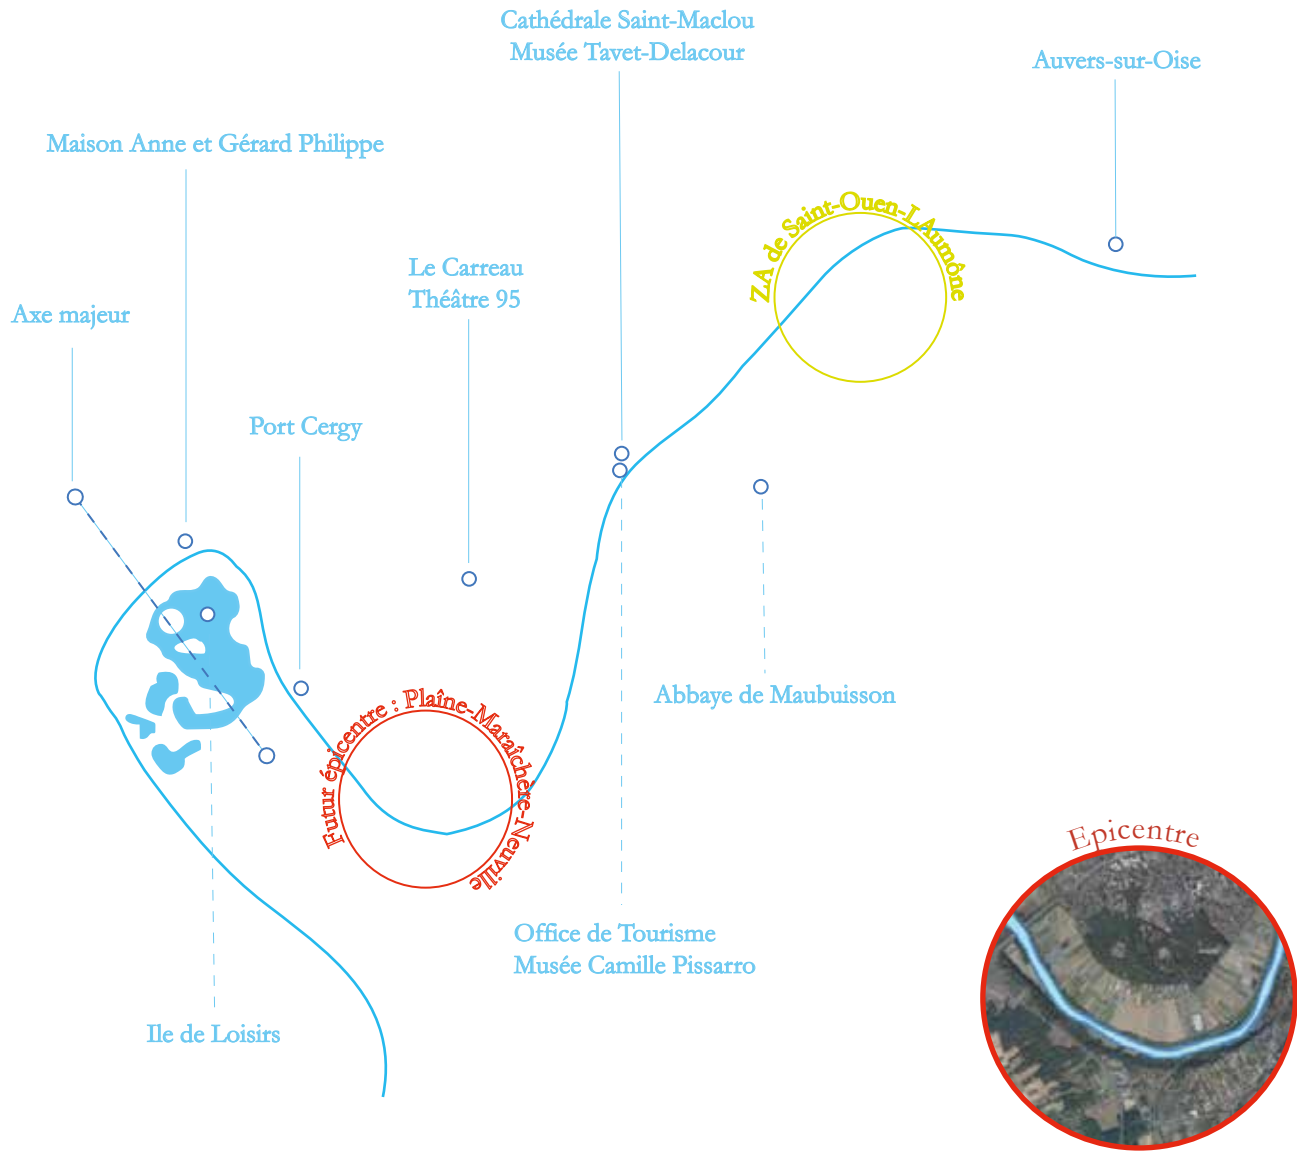 Cathédrale Saint-Maclou
Musée Tavet-Delacour
Auvers-sur-Oise
Maison Anne et Gérard Philippe
ZA de Saint-Ouen-LAumône
Le Carreau
Théâtre 95
Axe majeur
Port Cergy
Abbaye de Maubuisson
Futur épicentre : Plaîne-Maraîchère-Neuville
Epicentre
Office de Tourisme
Musée Camille Pissarro
Ile de Loisirs